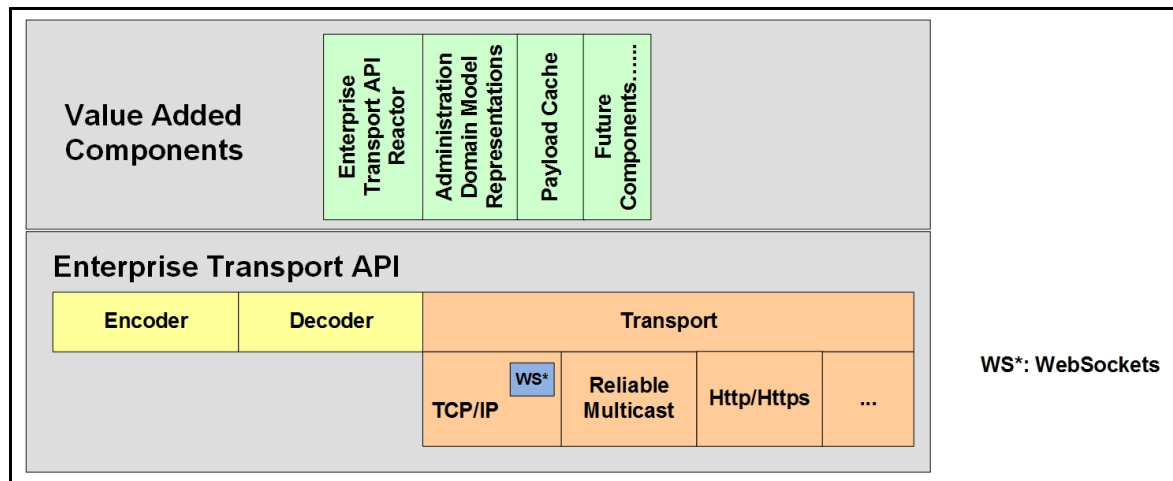 Value Added
Components
Enterprise
Transport API
Reactor
Administration
Domain Model
Representations
Payload Cache
Future
Components......
Enterprise Transport API
Encoder
Decoder
Transport
TCP/IP
WS*
Reliable
Multicast
Http/Https
...
WS*: WebSockets